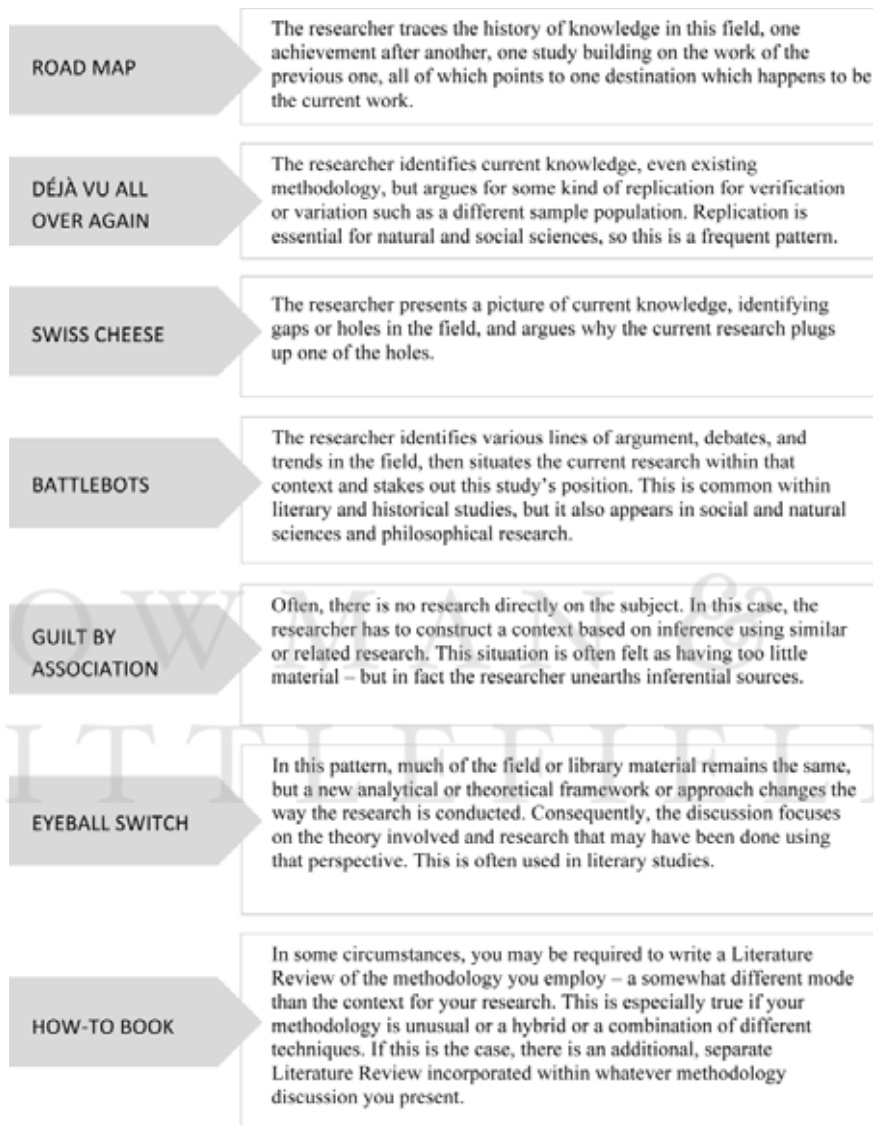 ROAD MAP
The researcher traces the history of knowledge in this field, one
achievement after another, one study building on the work of the
previous one, all of which points to one destination which happens to be
the current work.
DÉJÀ VU ALL
OVER AGAIN
The researcher identifies current knowledge, even existing
methodology, but argues for some kind of replication for verification
or variation such as a different sample population. Replication is
essential for natural and social sciences, so this is a frequent pattern.
SWISS CHEESE
The researcher presents a picture of current knowledge, identifying
gaps or holes in the field, and argues why the current research plugs
up one of the holes.
BATTLEBOTS
The researcher identifies various lines of argument, debates, and
trends in the field, then situates the current research within that
context and stakes out this study's position. This is common within
literary and historical studies, but it also appears in social and natural
sciences and philosophical research.
GUILT BY
ASSOCIATION
Often, there is no research directly on the subject. In this case, the
researcher has to construct a context based on inference using similar
or related research. This situation is often felt as having too little
material – but in fact the researcher unearths inferential sources.
OWMAN &
ITTLEFIEL
EYEBALL SWITCH
In this pattern, much of the field or library material remains the same,
but a new analytical or theoretical framework or approach changes the
way the research is conducted. Consequently, the discussion focuses
on the theory involved and research that may have been done using
that perspective. This is often used in literary studies.
HOW-TO BOOK
In some circumstances, you may be required to write a Literature
Review of the methodology you employ – a somewhat different mode
than the context for your research. This is especially true if your
methodology is unusual or a hybrid or a combination of different
techniques. If this is the case, there is an additional, separate
Literature Review incorporated within whatever methodology
discussion you present.